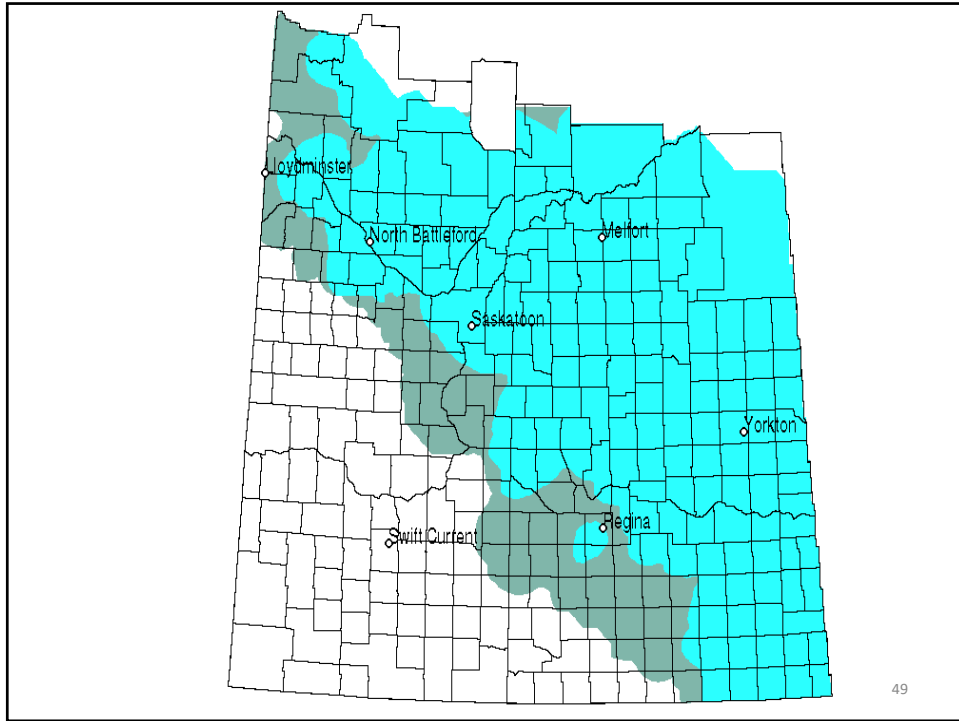 Lloydminster
North Battleford
Melfort
Saskatoon
Yorkton
Regina
Swift Current
49